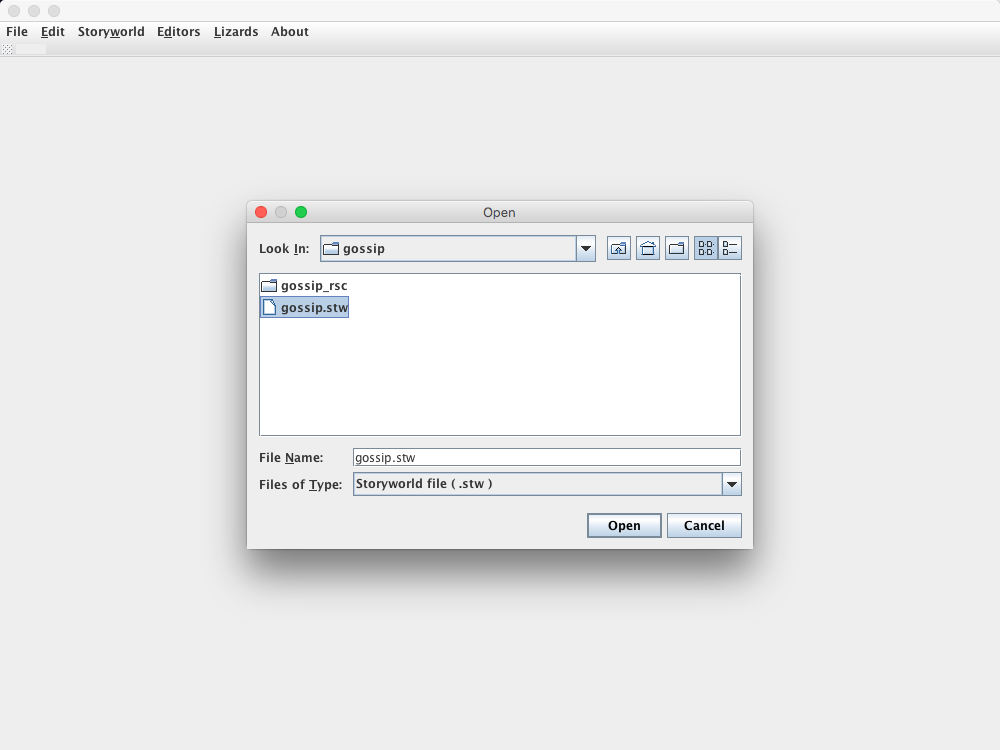 File Edit Storyworld Editors Lizards About
Open
Look In: gossip
gossip_rsc
gossip.stw
File Name: gossip.stw
Files of Type: Storyworld file ( .stw )
Open Cancel